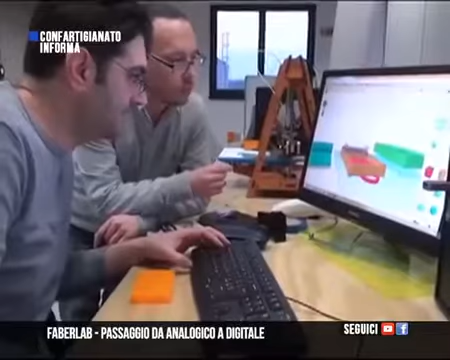 CONFARTIGIANATO
INFORMA
FABERLAB - PASSAGGIO DA ANALOGICO A DIGITALE
SEGUICI